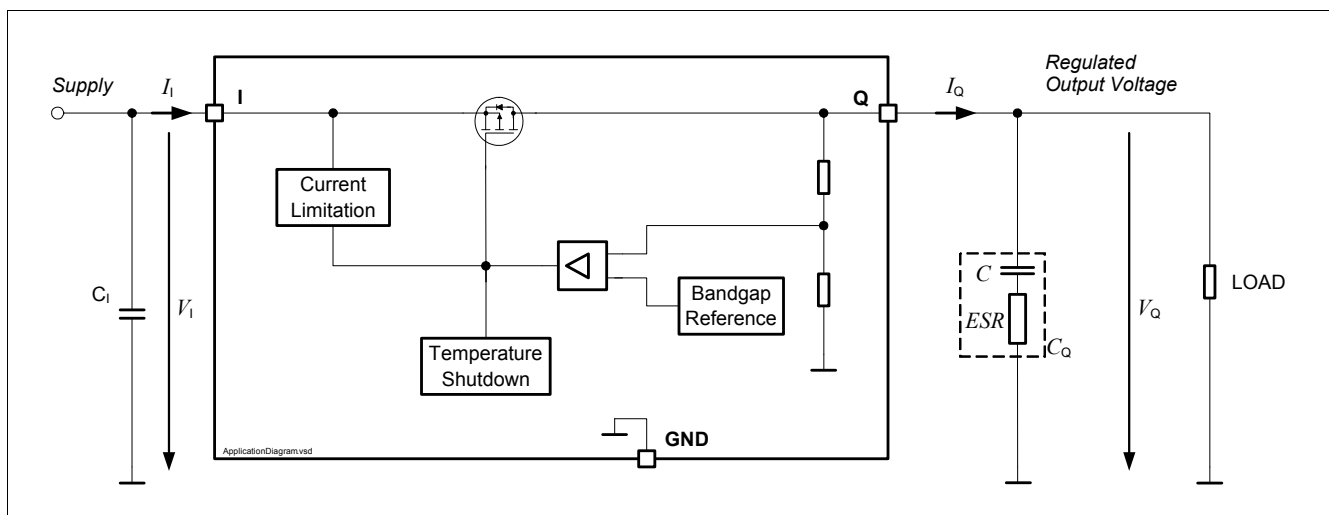 Supply
I_I
I
Q
I_Q
Regulated
Output Voltage
Current
Limitation
Bandgap
Reference
Temperature
Shutdown
C_I
V_I
C
ESR
C_Q
V_Q
LOAD
GND
ApplicationDiagram.vsd